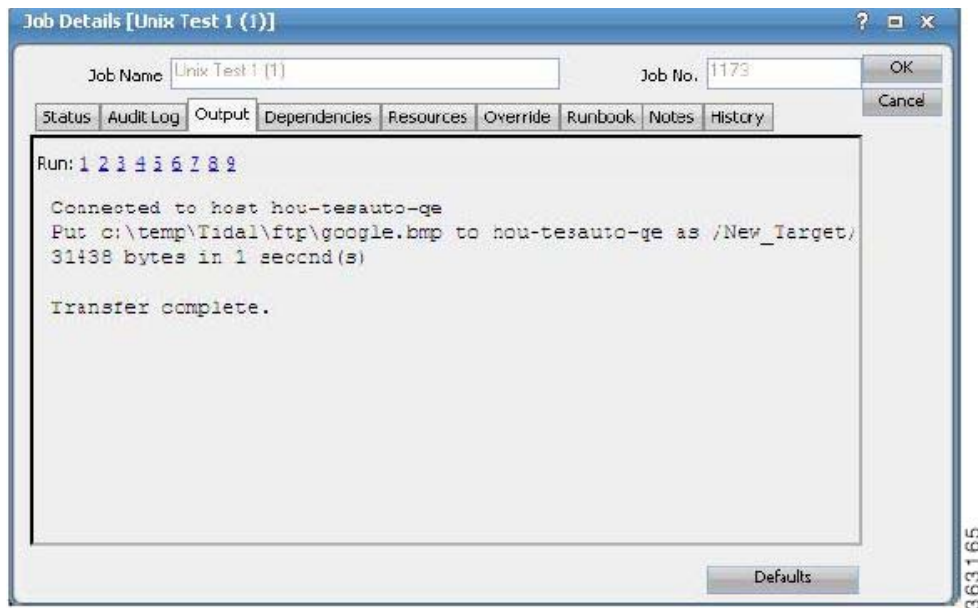 Job Details [Unix Test 1 (1)]
Job Name Unix Test 1 (1) Job No. 1173 OK
Cancel
Status Audit Log Output Dependencies Resources Override Runbook Notes History
Run: 1 2 3 4 5 6 7 8 9
Connected to host hou-tesauto-qe
Put c:\temp\Tidal\ftp\google.bmp to hou-tesauto-qe as /New_Target/
31438 bytes in 1 second(s)
Transfer complete.
Defaults
363165